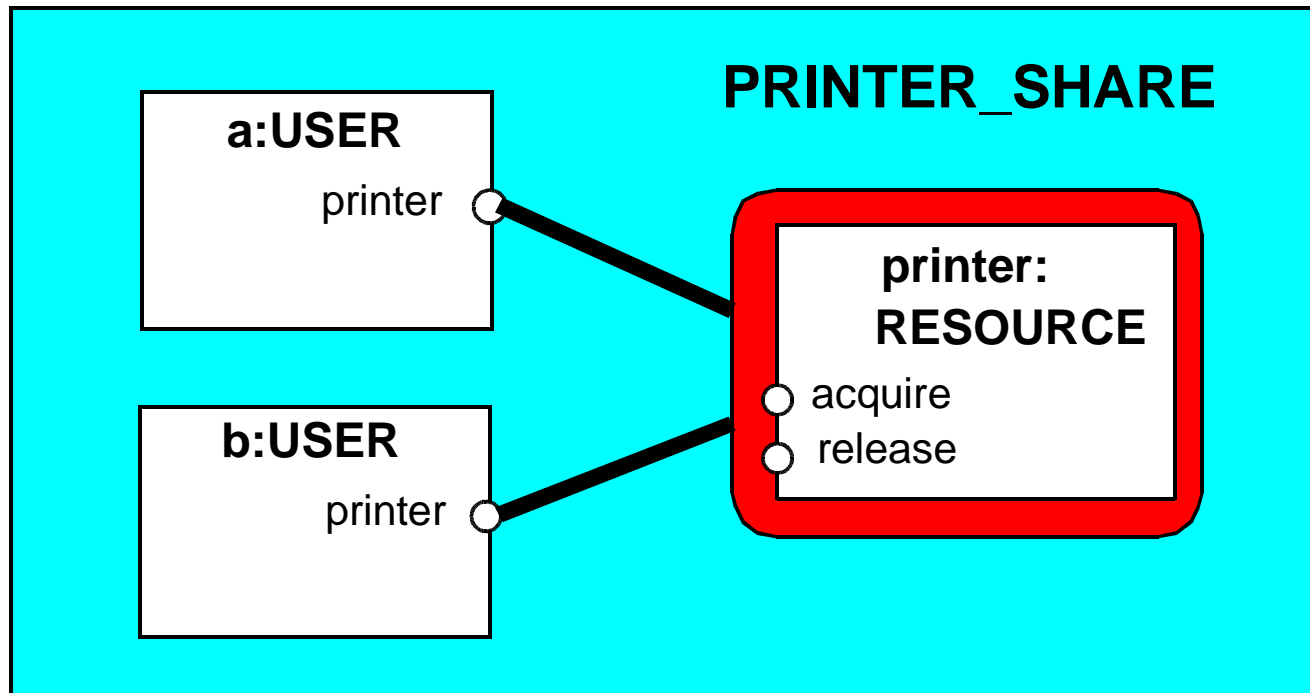 PRINTER_SHARE
a:USER
printer
b:USER
printer
printer:
RESOURCE
acquire
release